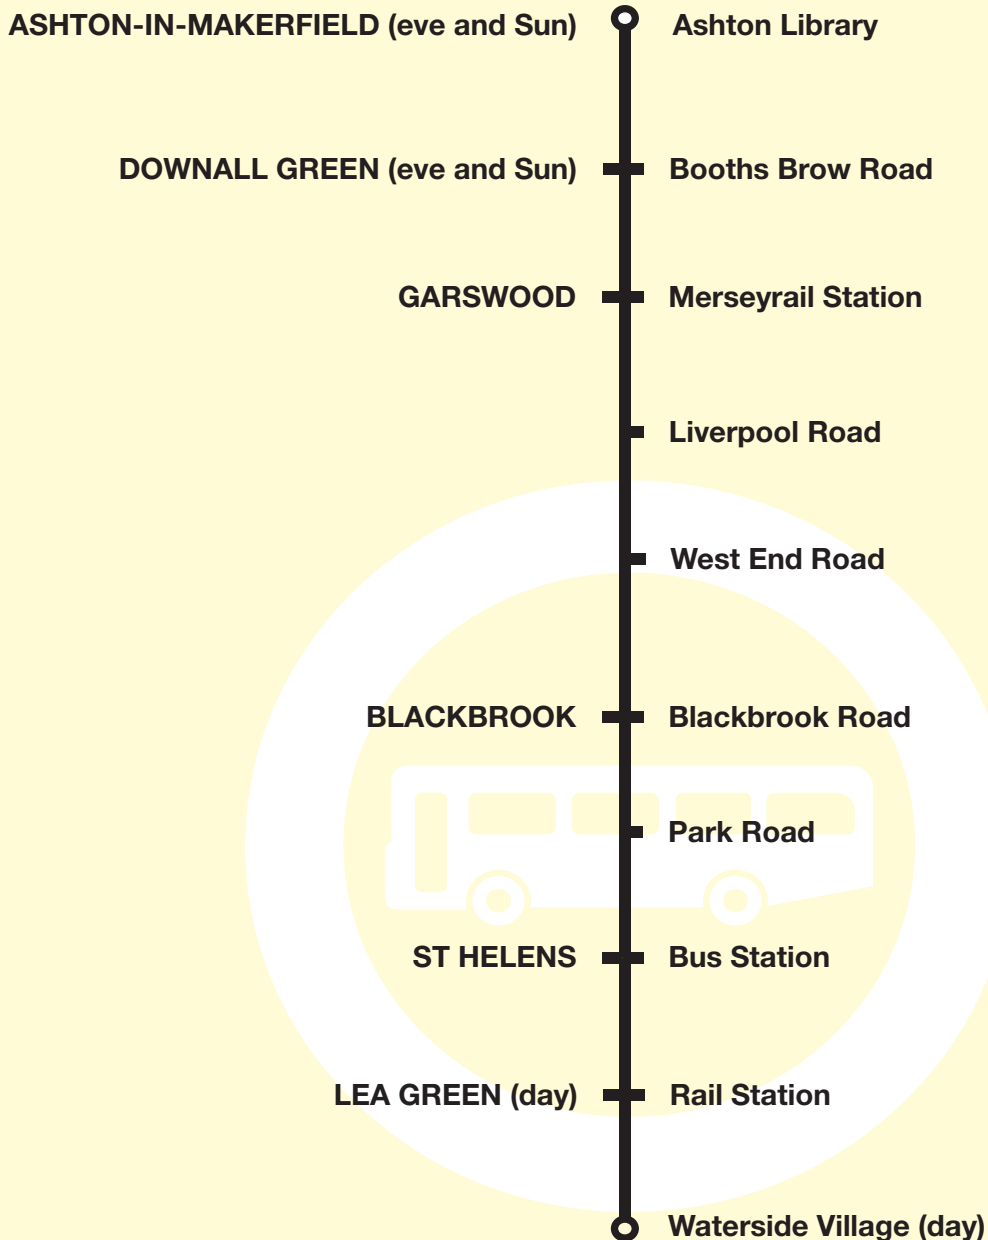 ASHTON-IN-MAKERFIELD (eve and Sun) Ashton Library
DOWNALL GREEN (eve and Sun) Booths Brow Road
GARSWOOD Merseyrail Station
Liverpool Road
West End Road
BLACKBROOK Blackbrook Road
Park Road
ST HELENS Bus Station
LEA GREEN (day) Rail Station
Waterside Village (day)